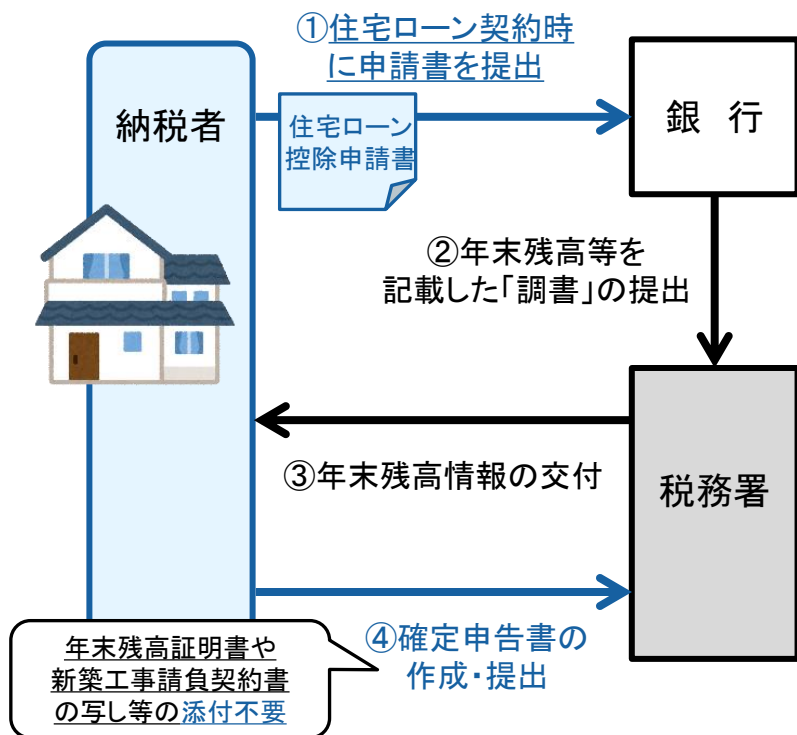 ①住宅ローン契約時
に申請書を提出
納税者
住宅ローン
控除申請書
銀 行
②年末残高等を
記載した「調書」の提出
③年末残高情報の交付
税務署
④確定申告書の
作成・提出
年末残高証明書や
新築工事請負契約書
の写し等の添付不要